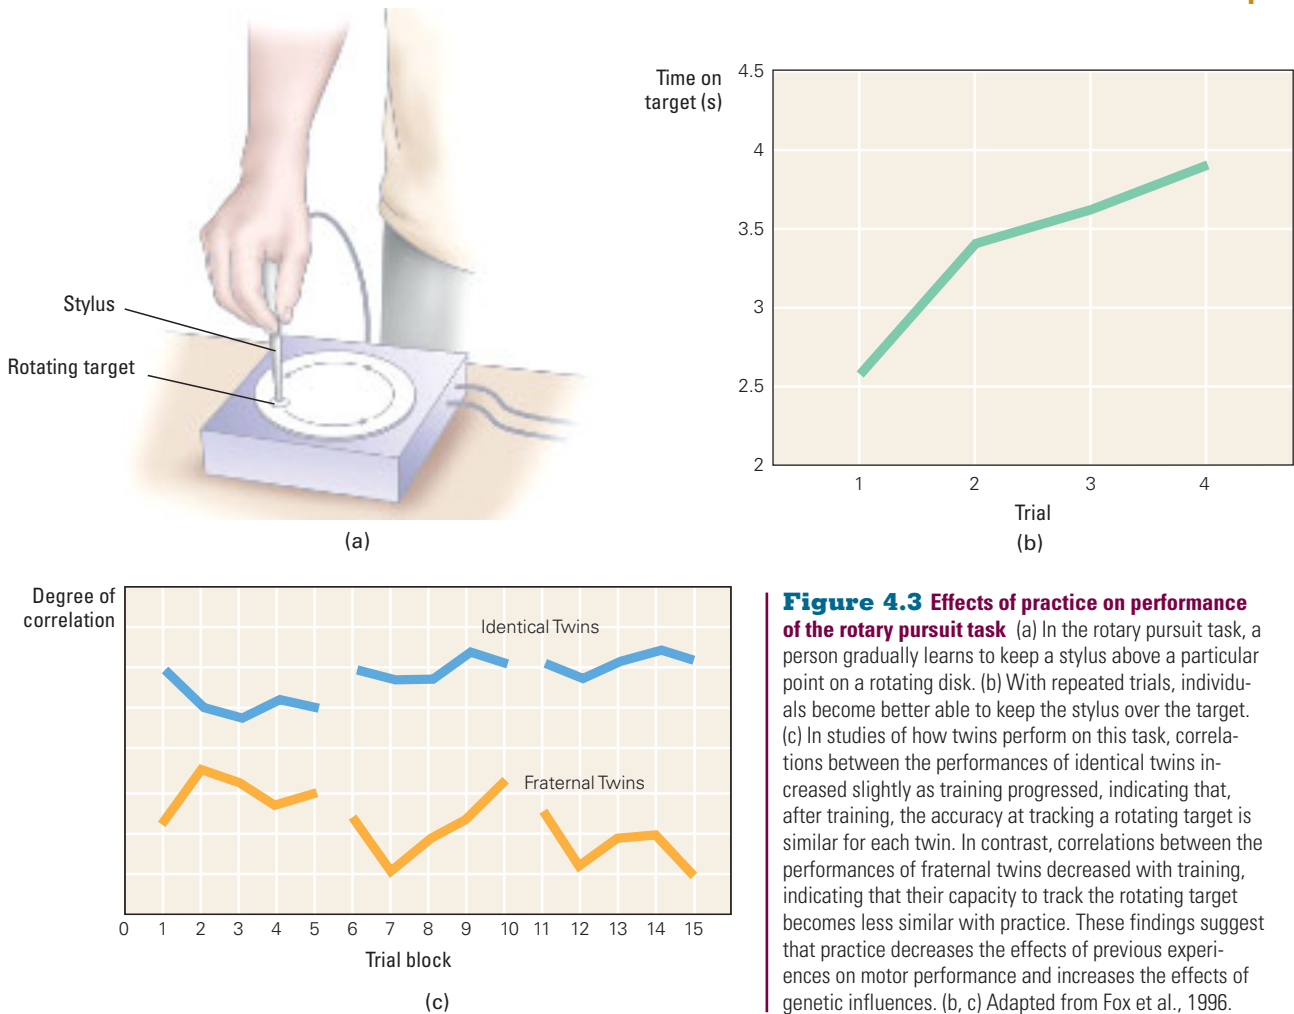 Stylus
Rotating target
(a)
Time on
target (s)
4.5
4
3.5
3
2.5
2
1 2 3 4
Trial
(b)
Degree of
correlation
Identical Twins
Fraternal Twins
0 1 2 3 4 5 6 7 8 9 10 11 12 13 14 15
Trial block
(c)
Figure 4.3 Effects of practice on performance
of the rotary pursuit task (a) In the rotary pursuit task, a
person gradually learns to keep a stylus above a particular
point on a rotating disk. (b) With repeated trials, individu-
als become better able to keep the stylus over the target.
(c) In studies of how twins perform on this task, correla-
tions between the performances of identical twins in-
creased slightly as training progressed, indicating that,
after training, the accuracy at tracking a rotating target is
similar for each twin. In contrast, correlations between the
performances of fraternal twins decreased with training,
indicating that their capacity to track the rotating target
becomes less similar with practice. These findings suggest
that practice decreases the effects of previous experi-
ences on motor performance and increases the effects of
genetic influences. (b, c) Adapted from Fox et al., 1996.